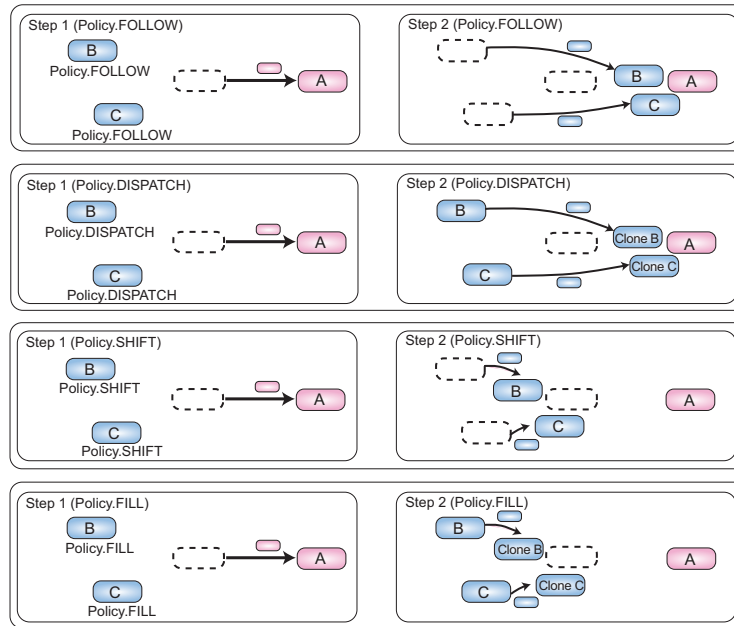 Step 1 (Policy.FOLLOW)
B
Policy.FOLLOW
A
C
Policy.FOLLOW
Step 2 (Policy.FOLLOW)
B
A
C
Step 1 (Policy.DISPATCH)
B
Policy.DISPATCH
A
C
Policy.DISPATCH
Step 2 (Policy.DISPATCH)
B
Clone B
A
C
Clone C
Step 1 (Policy.SHIFT)
B
Policy.SHIFT
A
C
Policy.SHIFT
Step 2 (Policy.SHIFT)
B
A
C
Step 1 (Policy.FILL)
B
Policy.FILL
A
C
Policy.FILL
Step 2 (Policy.FILL)
B
Clone B
A
C
Clone C